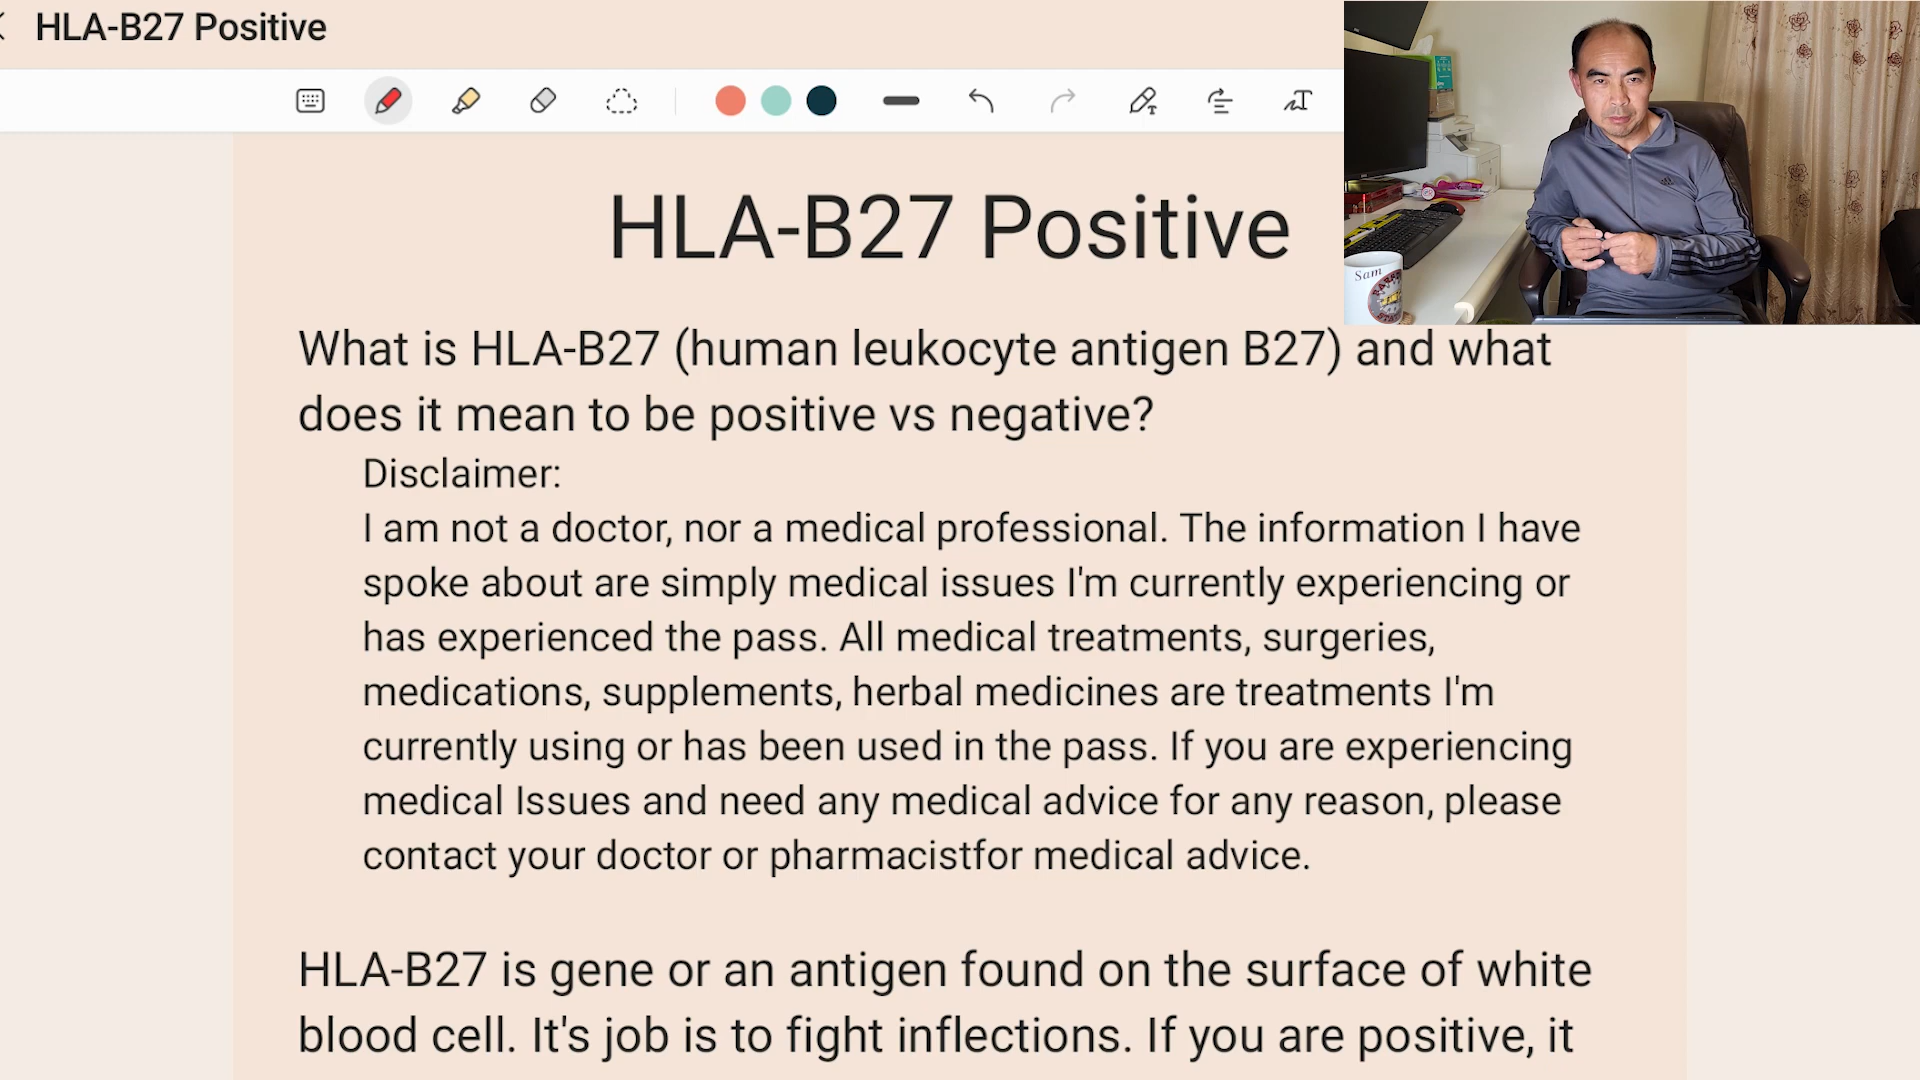 HLA-B27 Positive
Sam
HLA-B27 Positive
What is HLA-B27 (human leukocyte antigen B27) and what
does it mean to be positive vs negative?
Disclaimer:
I am not a doctor, nor a medical professional. The information I have
spoke about are simply medical issues I'm currently experiencing or
has experienced the pass. All medical treatments, surgeries,
medications, supplements, herbal medicines are treatments I'm
currently using or has been used in the pass. If you are experiencing
medical Issues and need any medical advice for any reason, please
contact your doctor or pharmacistfor medical advice.
HLA-B27 is gene or an antigen found on the surface of white
blood cell. It's job is to fight inflections. If you are positive, it